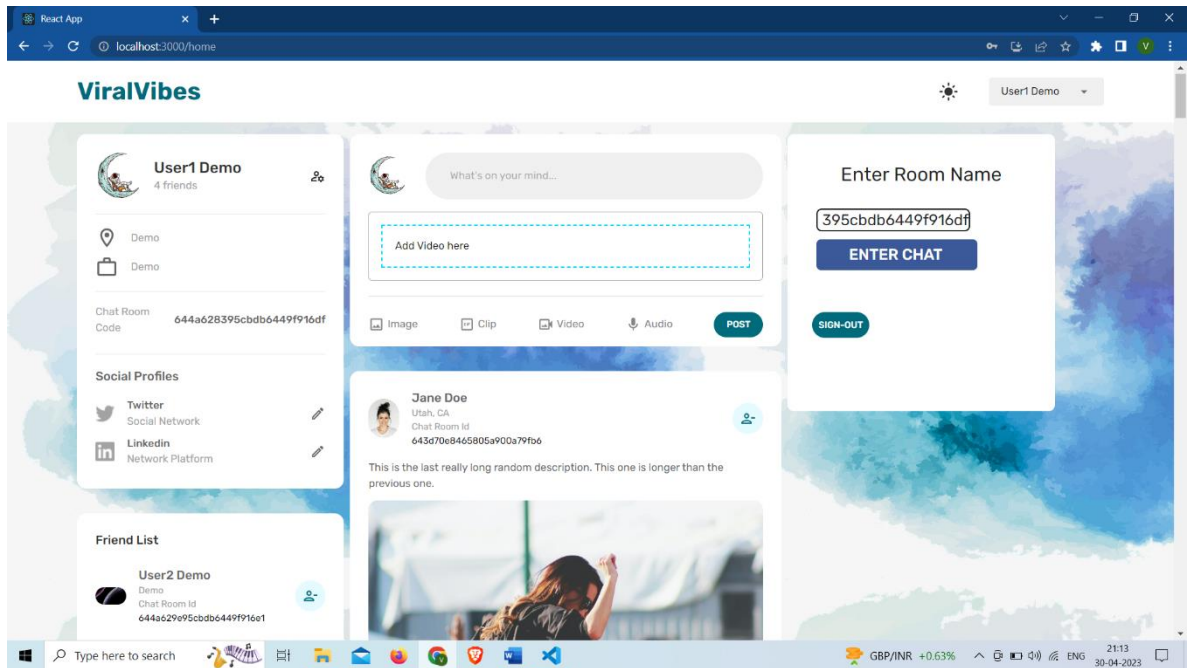 React App
localhost:3000/home
V
ViralVibes
User1 Demo
User1 Demo
4 friends
Demo
Demo
Chat Room
Code
644a628395cbdb6449f916df
Social Profiles
Twitter
Social Network
Linkedin
Network Platform
Friend List
User2 Demo
Demo
Chat Room Id
644a629e95cbdb6449f916e1
What's on your mind...
Add Video here
Image
Clip
Video
Audio
POST
Jane Doe
Utah, CA
Chat Room Id
643d70e8465805a900a79fb6
This is the last really long random description. This one is longer than the
previous one.
Enter Room Name
395cbdb6449f916df
ENTER CHAT
SIGN-OUT
Type here to search
GBP/INR +0.63%
ENG
21:13
30-04-2023